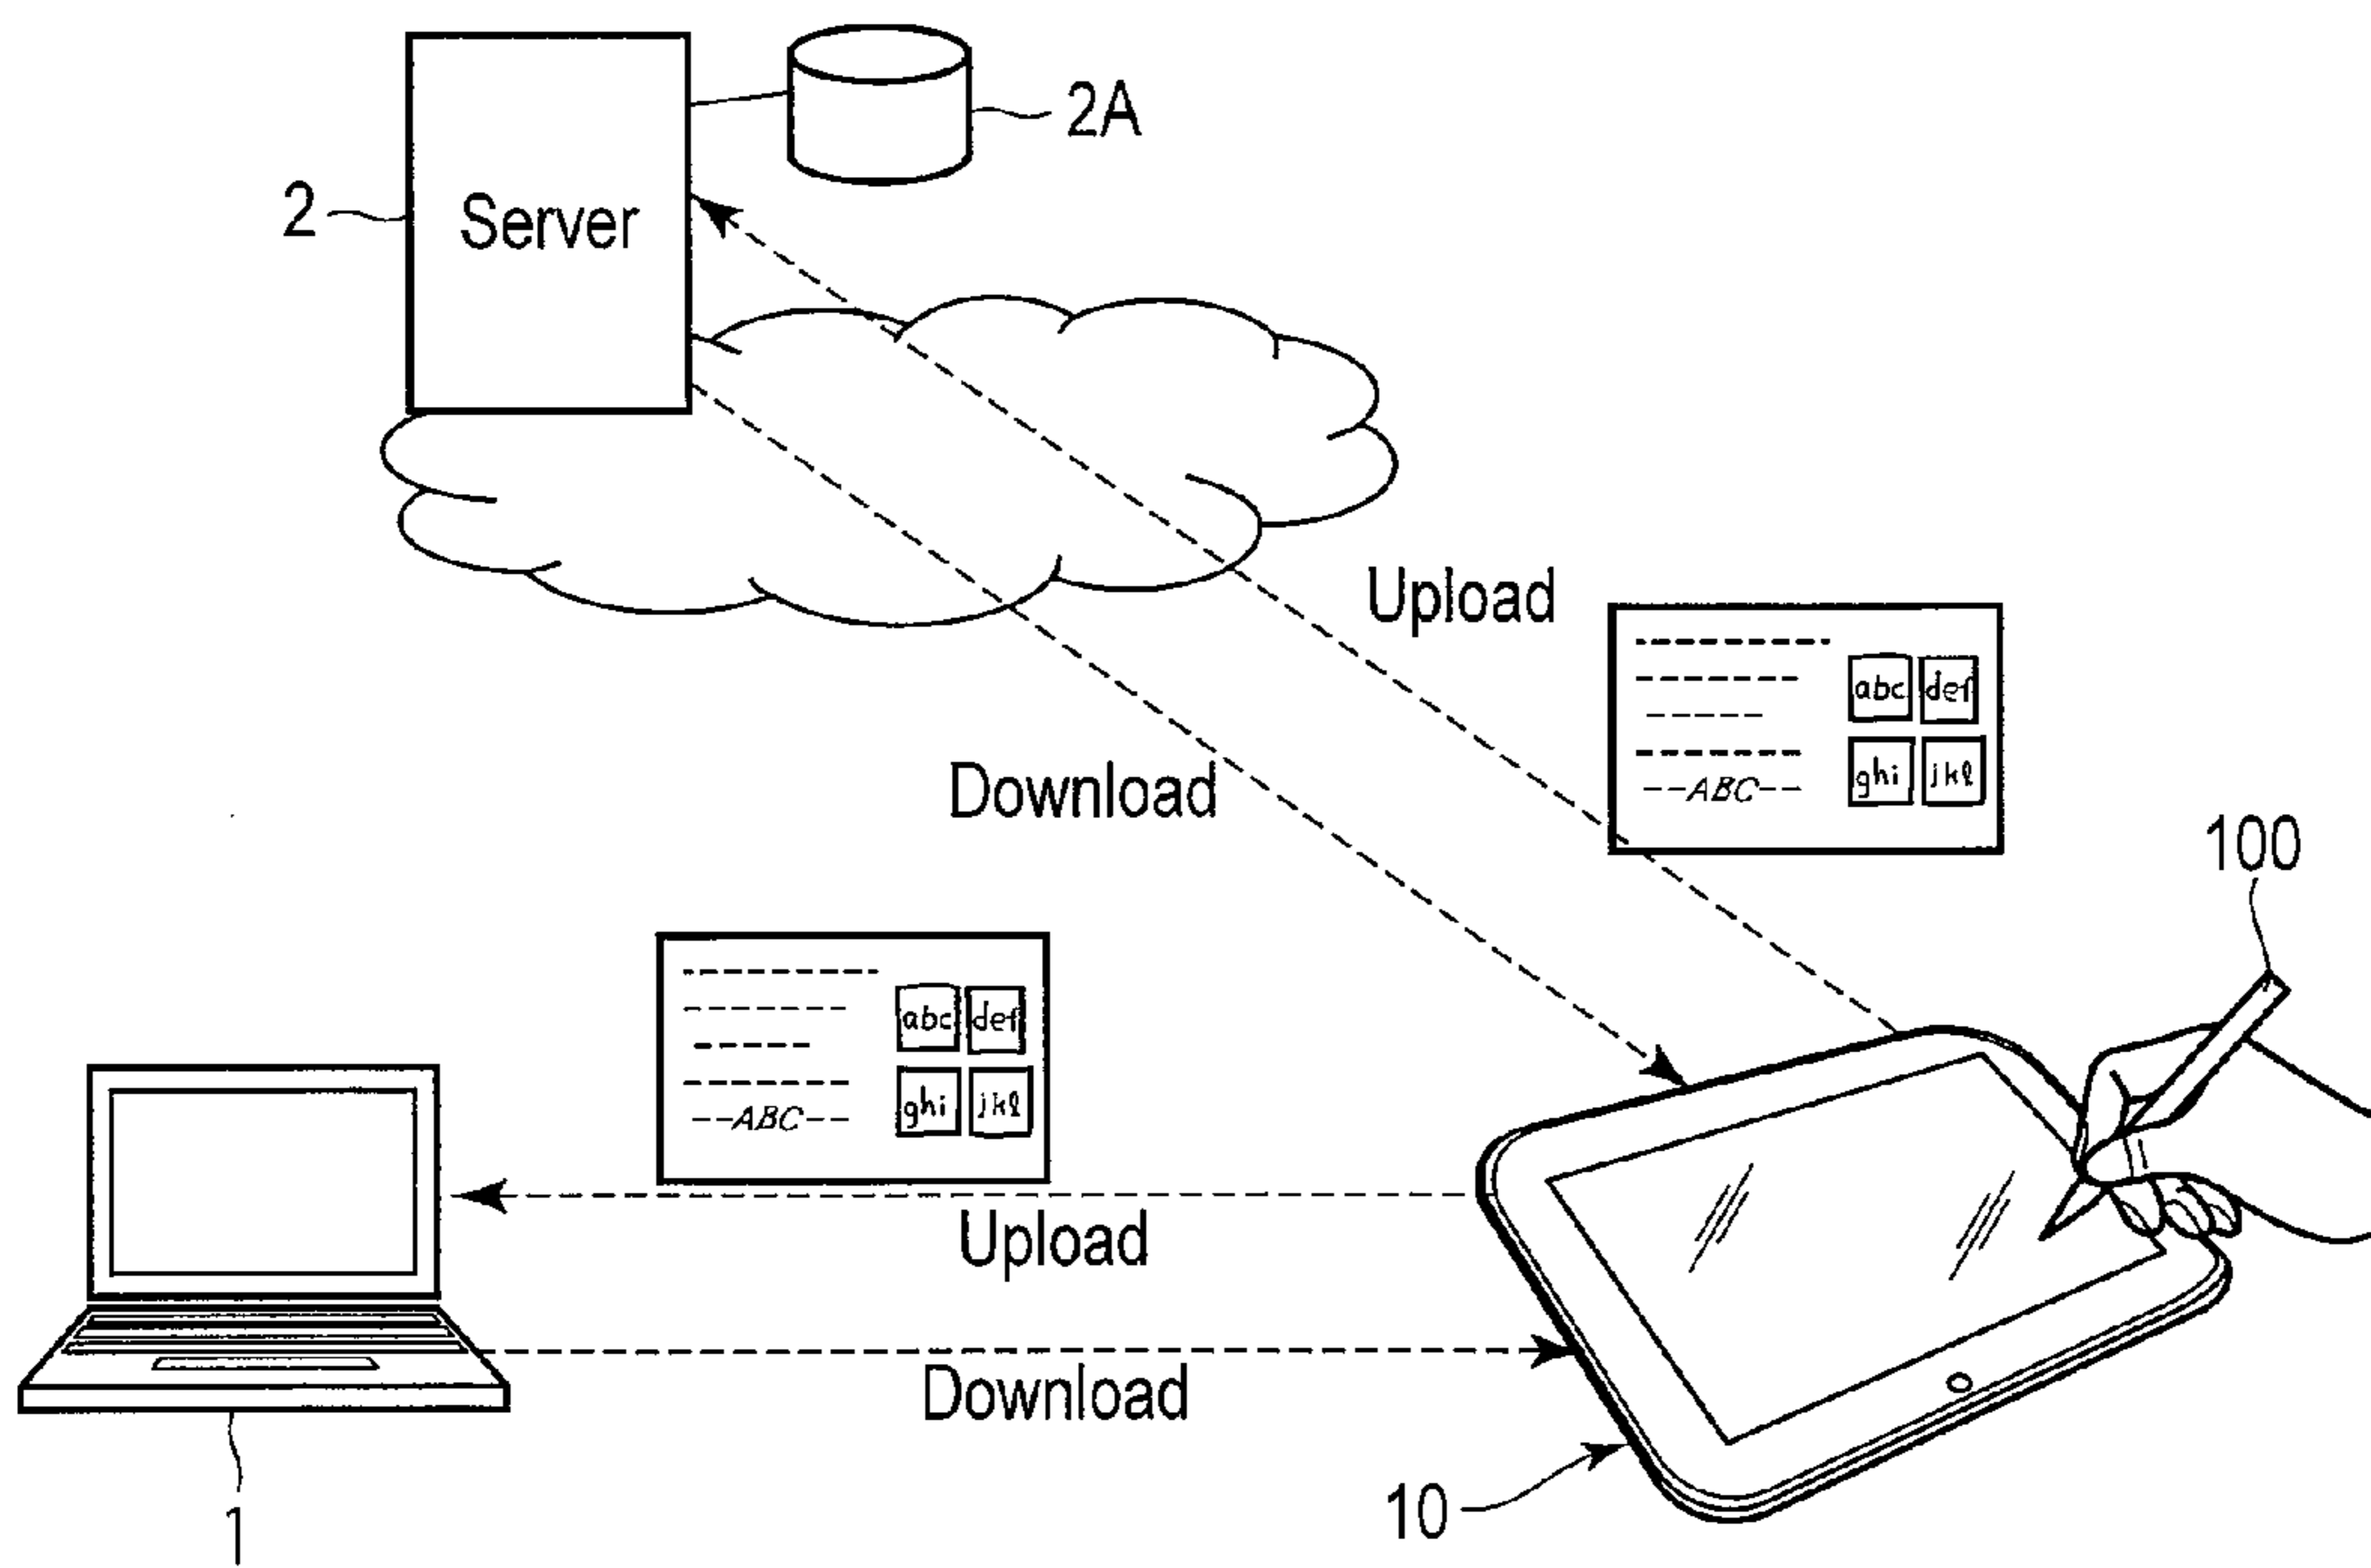 2A
2
Server
Upload
abc def
ghi jkl
--ABC--
Download
100
abc def
ghi jkl
--ABC--
Upload
Download
10
1